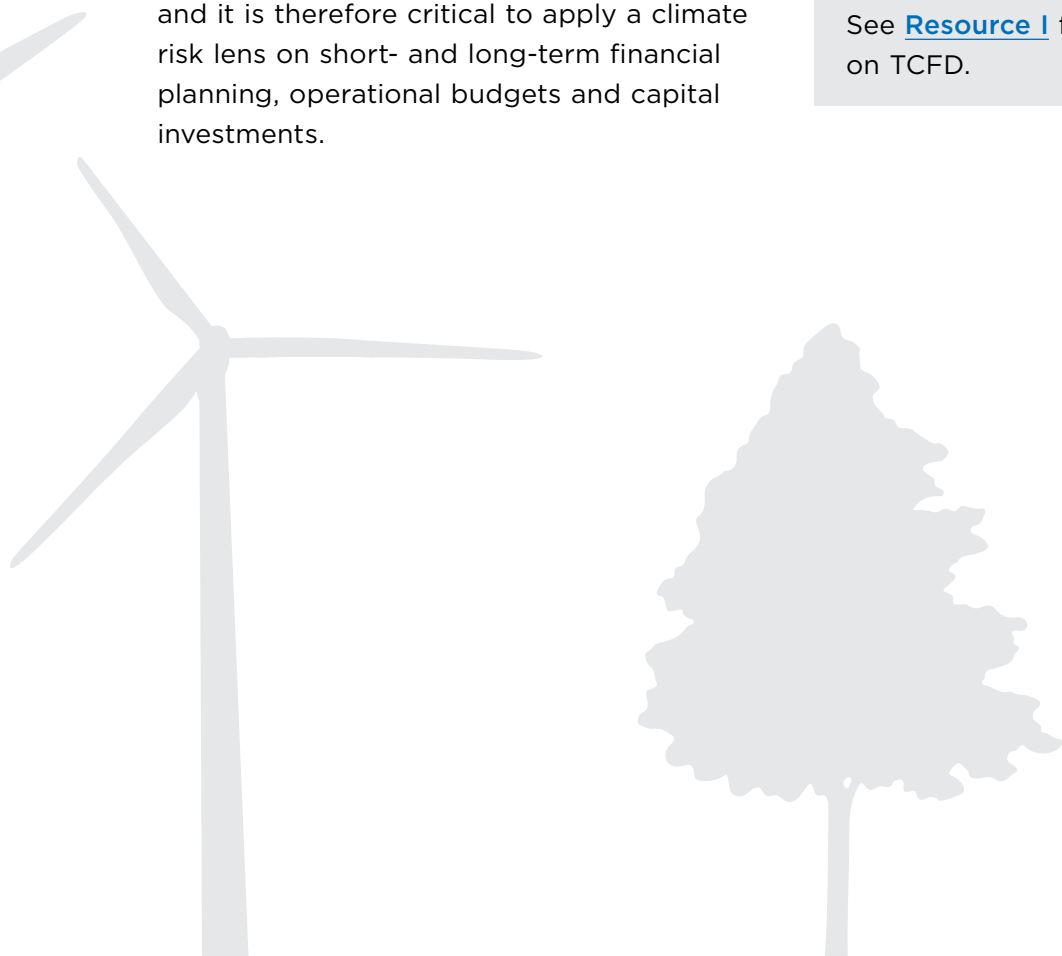 and it is therefore critical to apply a climate
risk lens on short- and long-term financial
planning, operational budgets and capital
investments.
See Resource I
on TCFD.